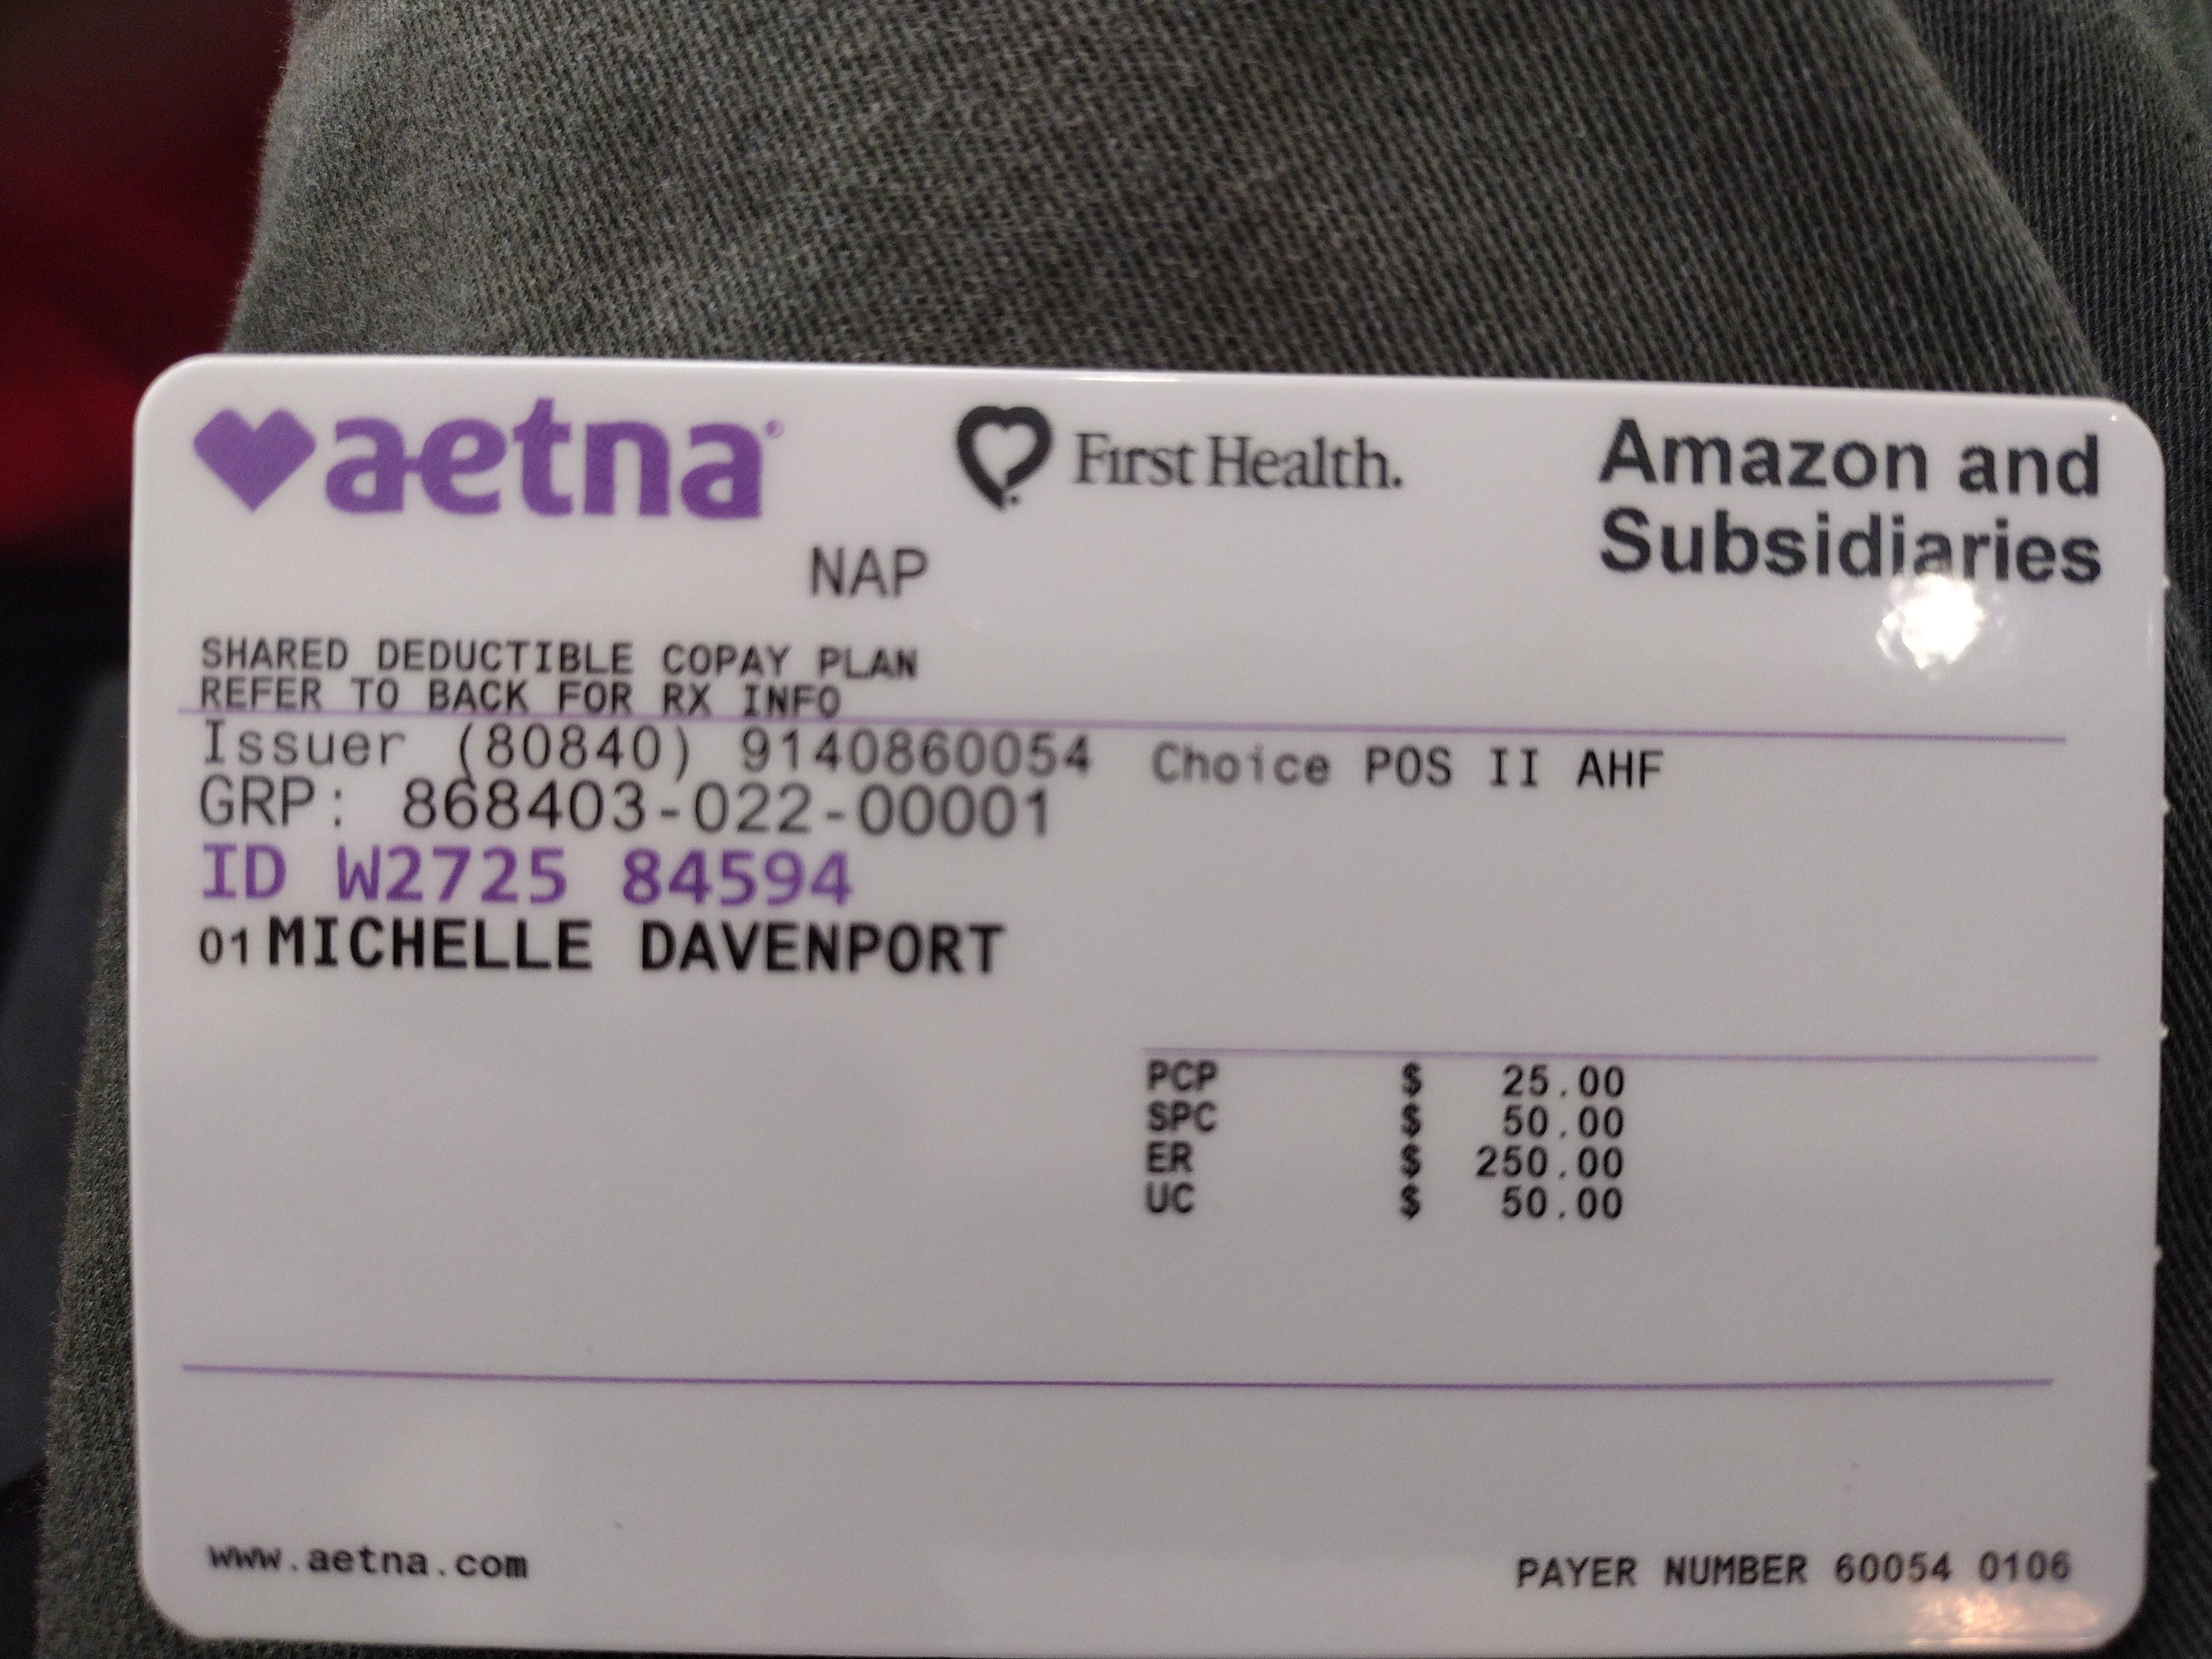 aetna®
First Health.
Amazon and
Subsidiaries
NAP
SHARED DEDUCTIBLE COPAY PLAN
REFER TO BACK FOR RX INFO
Issuer (80840) 9140860054 Choice POS II AHF
GRP: 868403-022-00001
ID W2725 84594
01 MICHELLE DAVENPORT
PCP $ 25.00
SPC $ 50.00
ER $ 250.00
UC $ 50.00
www.aetna.com
PAYER NUMBER 60054 0106